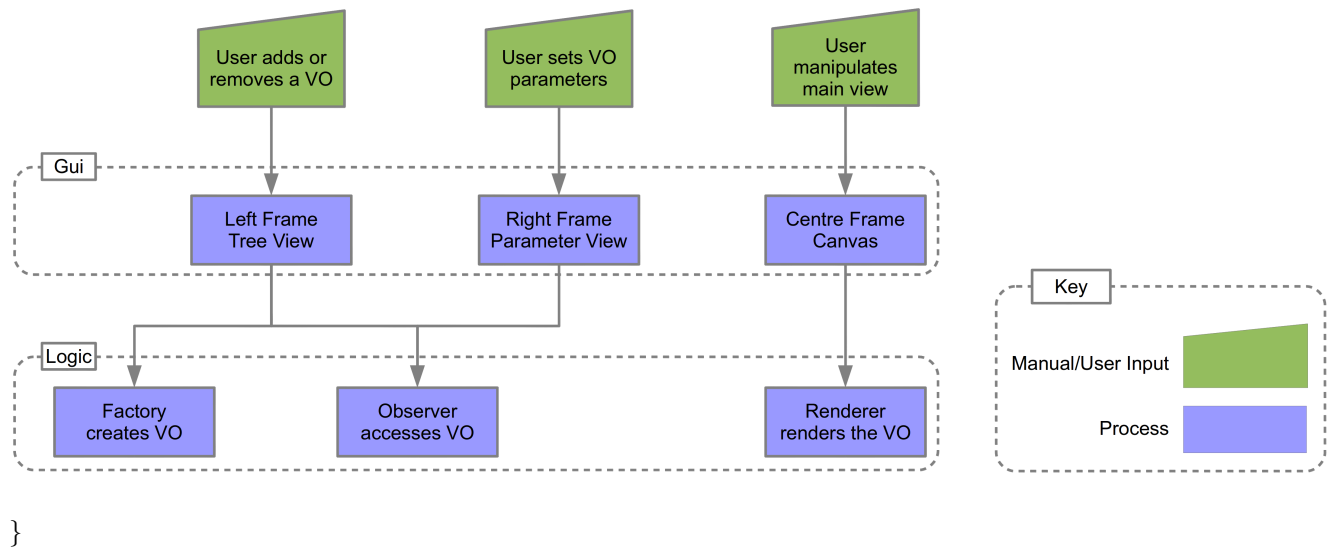 User adds or
removes a VO
User sets VO
parameters
User
manipulates
main view
Gui
Left Frame
Tree View
Right Frame
Parameter View
Centre Frame
Canvas
Logic
Factory
creates VO
Observer
accesses VO
Renderer
renders the VO
Key
Manual/User Input
Process
}